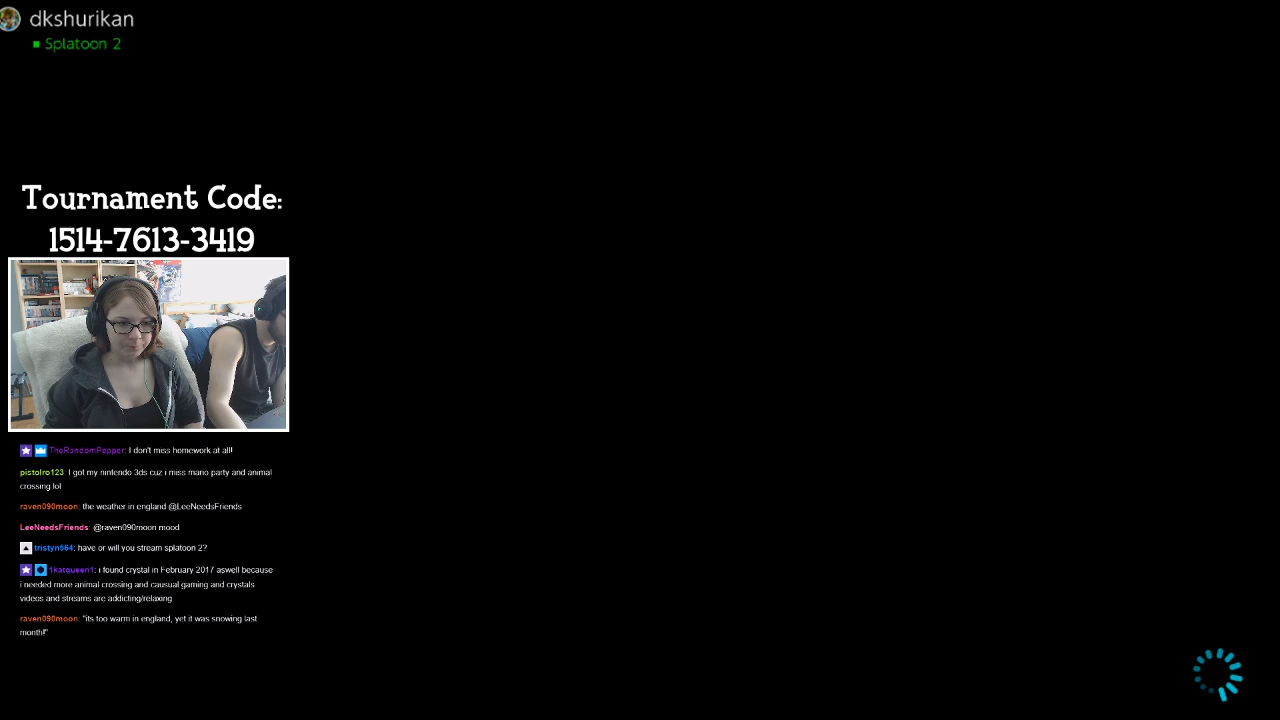 dkshurikan
Splatoon 2
Tournament Code:
1514-7613-3419
TheRandomPepper: I don't miss homework at all!
pistolro123: I got my nintendo 3ds cuz i miss mario party and animal
crossing lol
raven090moon: the weather in england @LeeNeedsFriends
LeeNeedsFriends: @raven090moon mood
tristyn564: have or will you stream splatoon 2?
1katqueen1: i found crystal in February 2017 aswell because
i needed more animal crossing and causual gaming and crystals
videos and streams are addicting/relaxing
raven090moon: "its too warm in england, yet it was snowing last
month!"